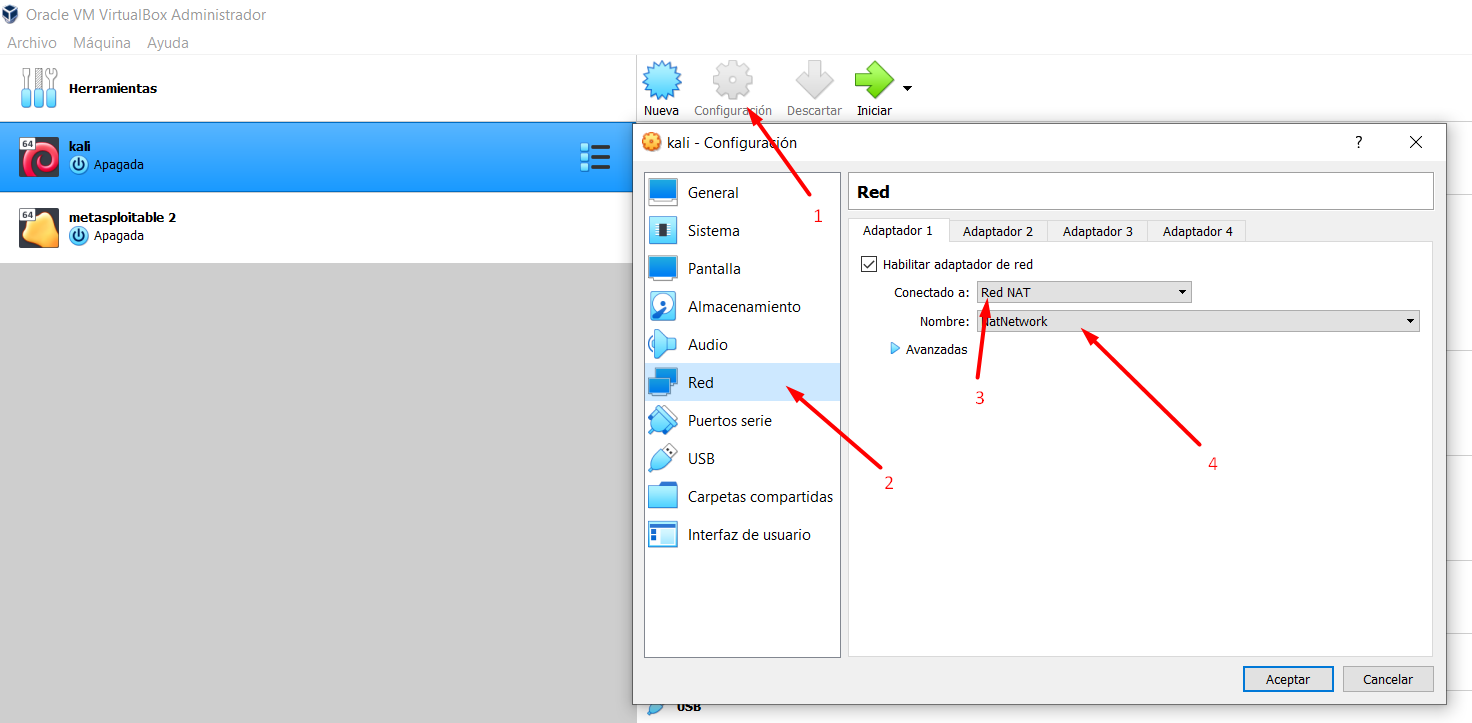 Oracle VM VirtualBox Administrador
Archivo Máquina Ayuda
Herramientas
Nueva Configuración Descartar Iniciar
64
kali
Apagada
64
metasploitable 2
Apagada
kali - Configuración ?
1
General
Sistema
Pantalla
Almacenamiento
Audio
Red
Puertos serie
USB
Carpetas compartidas
Interfaz de usuario
Red
Adaptador 1 Adaptador 2 Adaptador 3 Adaptador 4
Habilitar adaptador de red
Conectado a: Red NAT
Nombre: NatNetwork
Avanzadas
3
4
2
Aceptar Cancelar
USB